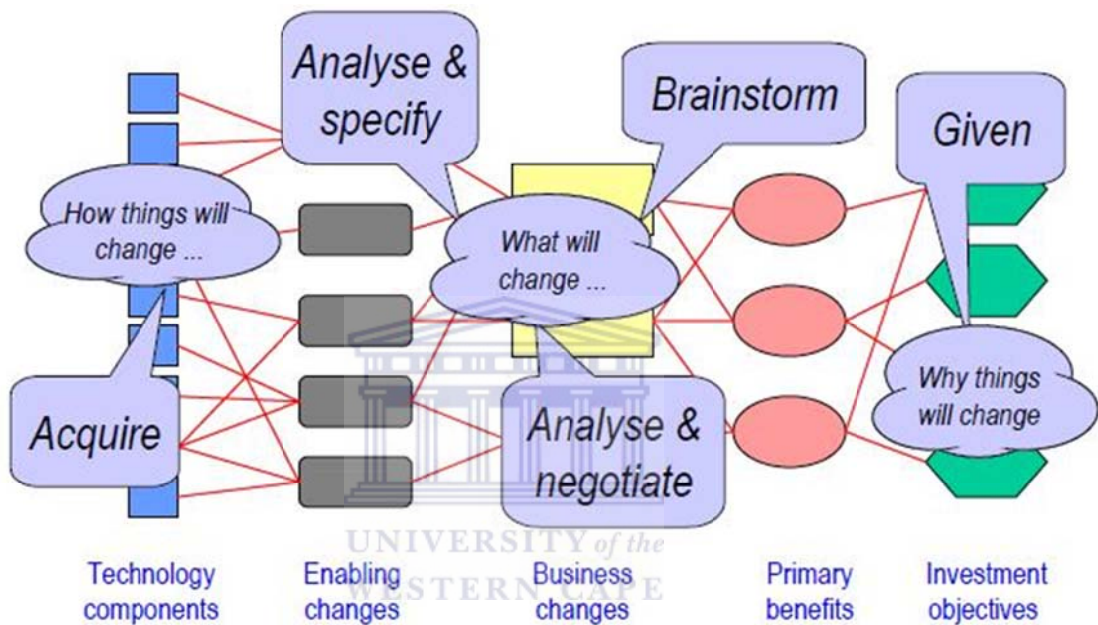 Analyse &
specify
Brainstorm
Given
How things will
change ...
What will
change ...
Why things
will change
Acquire
Analyse &
negotiate
UNIVERSITY of the
WESTERN CAPE
Technology
components
Enabling
changes
Business
changes
Primary
benefits
Investment
objectives